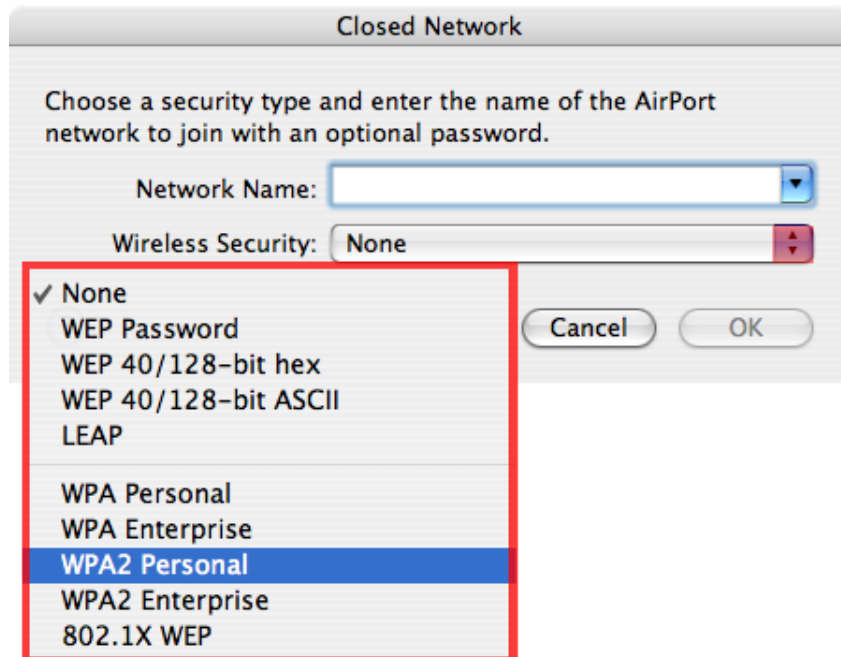 Closed Network
Choose a security type and enter the name of the AirPort
network to join with an optional password.
Network Name:
Wireless Security: None
None
WEP Password
WEP 40/128-bit hex
WEP 40/128-bit ASCII
LEAP
Cancel OK
WPA Personal
WPA Enterprise
WPA2 Personal
WPA2 Enterprise
802.1X WEP